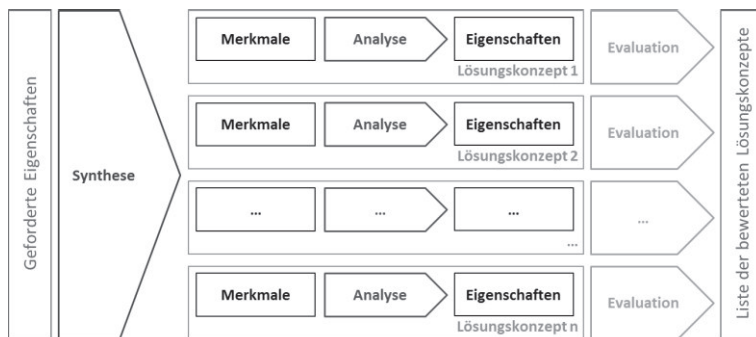 Geforderte Eigenschaften
Synthese
Merkmale Analyse Eigenschaften
Lösungskonzept 1
Evaluation
Merkmale Analyse Eigenschaften
Lösungskonzept 2
Evaluation
... ... ...
...
...
Merkmale Analyse Eigenschaften
Lösungskonzept n
Evaluation
Liste der bewerteten Lösungskonzepte